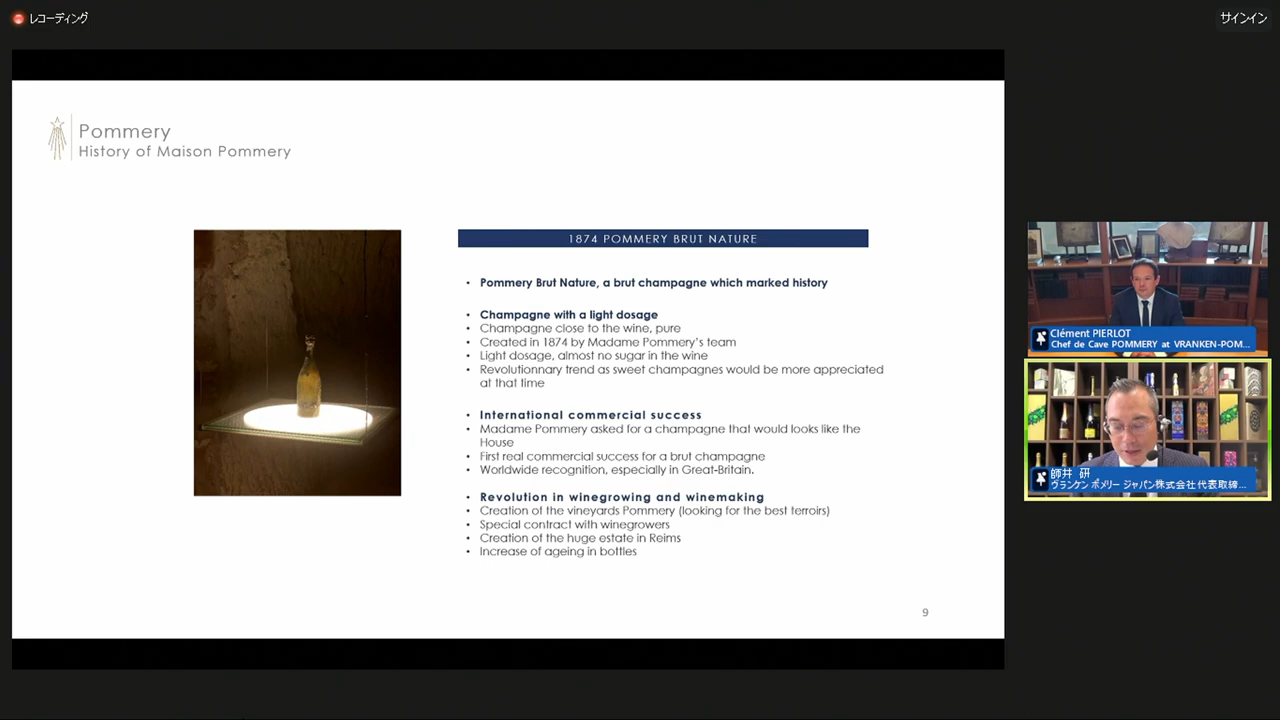 レコーディング
サインイン
Pommery
History of Maison Pommery
1874 POMMERY BRUT NATURE
• Pommery Brut Nature, a brut champagne which marked history
• Champagne with a light dosage
• Champagne close to the wine, pure
• Created in 1874 by Madame Pommery's team
• Light dosage, almost no sugar in the wine
• Revolutionnary trend as sweet champagnes would be more appreciated
at that time
• International commercial success
• Madame Pommery asked for a champagne that would looks like the
House
• First real commercial success for a brut champagne
• Worldwide recognition, especially in Great-Britain.
• Revolution in winegrowing and winemaking
• Creation of the vineyards Pommery (looking for the best terroirs)
• Special contract with winegrowers
• Creation of the huge estate in Reims
• Increase of ageing in bottles
9
Clément PIERLOT
Chef de Cave POMMERY at VRANKEN-POM...
師井 研
ヴランケン ポメリー ジャパン株式会社 代表取締...